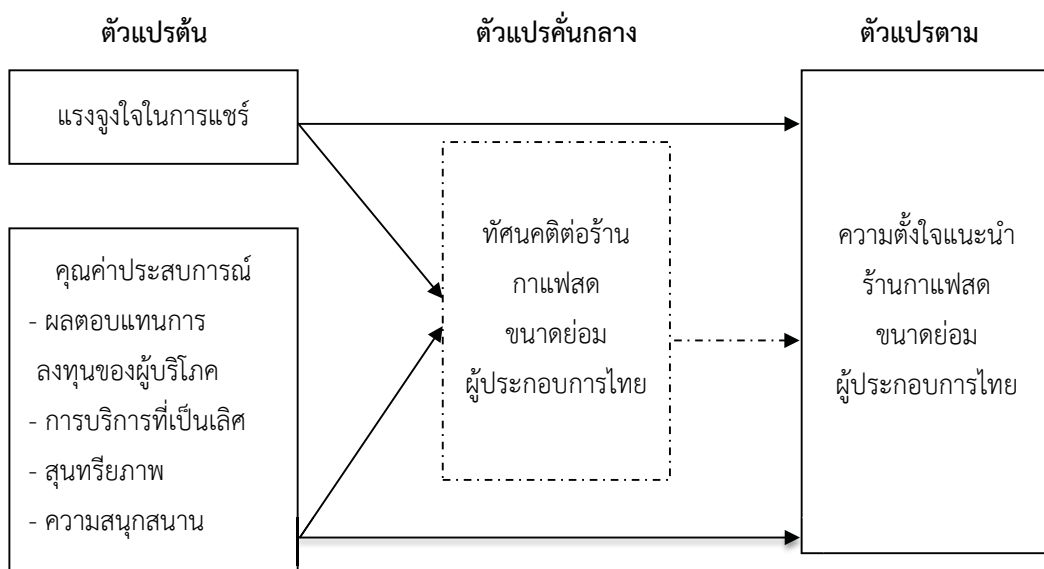 ตัวแปรต้น
ตัวแปรคั่นกลาง
ตัวแปรตาม
แรงจูงใจในการแชร์
คุณค่าประสบการณ์
- ผลตอบแทนการ
ลงทุนของผู้บริโภค
- การบริการที่เป็นเลิศ
- สุนทรียภาพ
- ความสนุกสนาน
ทัศนคติต่อร้าน
กาแฟสด
ขนาดย่อม
ผู้ประกอบการไทย
ความตั้งใจแนะนำ
ร้านกาแฟสด
ขนาดย่อม
ผู้ประกอบการไทย